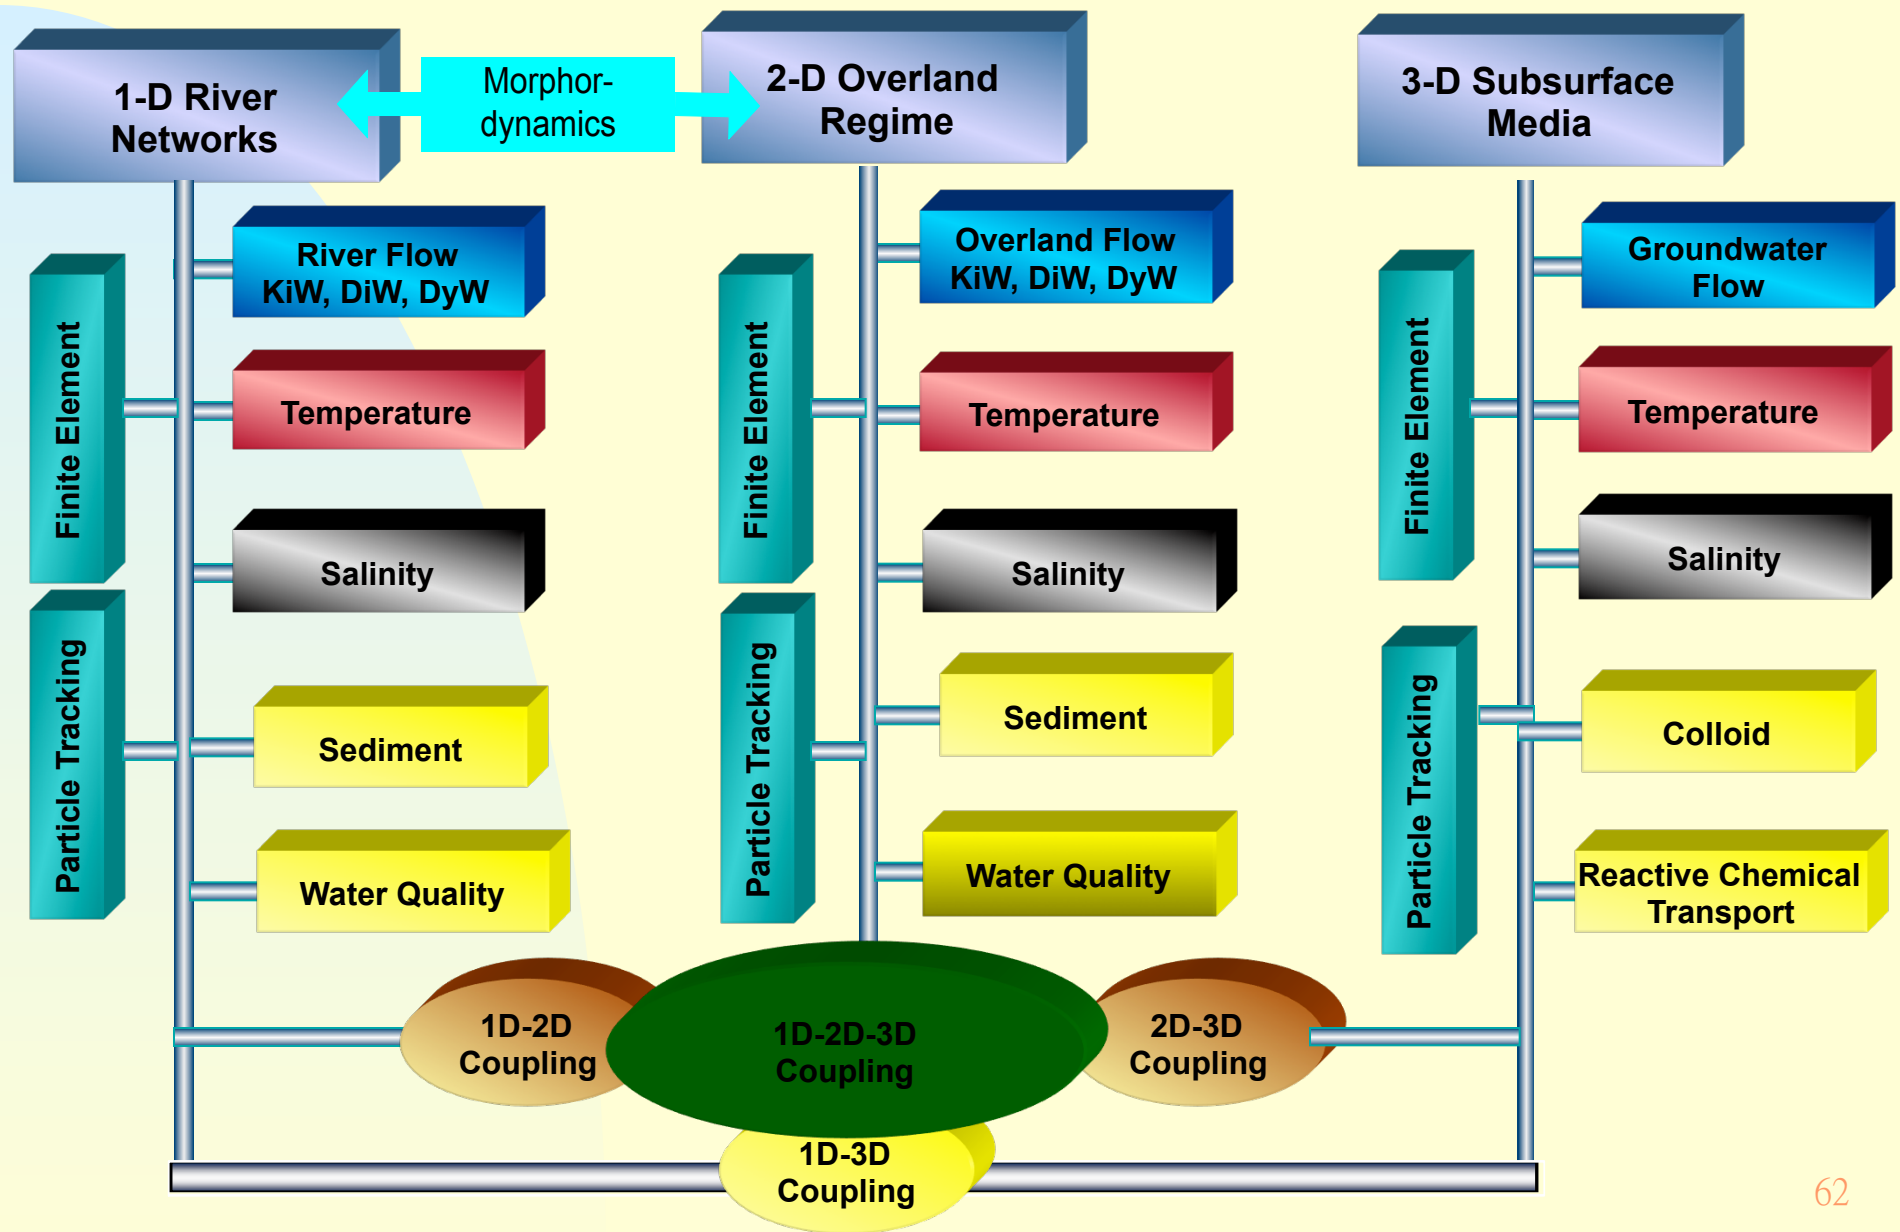 1-D River
Networks
Morphor-
dynamics
2-D Overland
Regime
3-D Subsurface
Media
River Flow
KiW, DiW, DyW
Temperature
Salinity
Sediment
Water Quality
Finite Element
Particle Tracking
Overland Flow
KiW, DiW, DyW
Temperature
Salinity
Sediment
Water Quality
Finite Element
Particle Tracking
Groundwater
Flow
Temperature
Salinity
Colloid
Reactive Chemical
Transport
Finite Element
Particle Tracking
1D-2D
Coupling
1D-2D-3D
Coupling
2D-3D
Coupling
1D-3D
Coupling
62